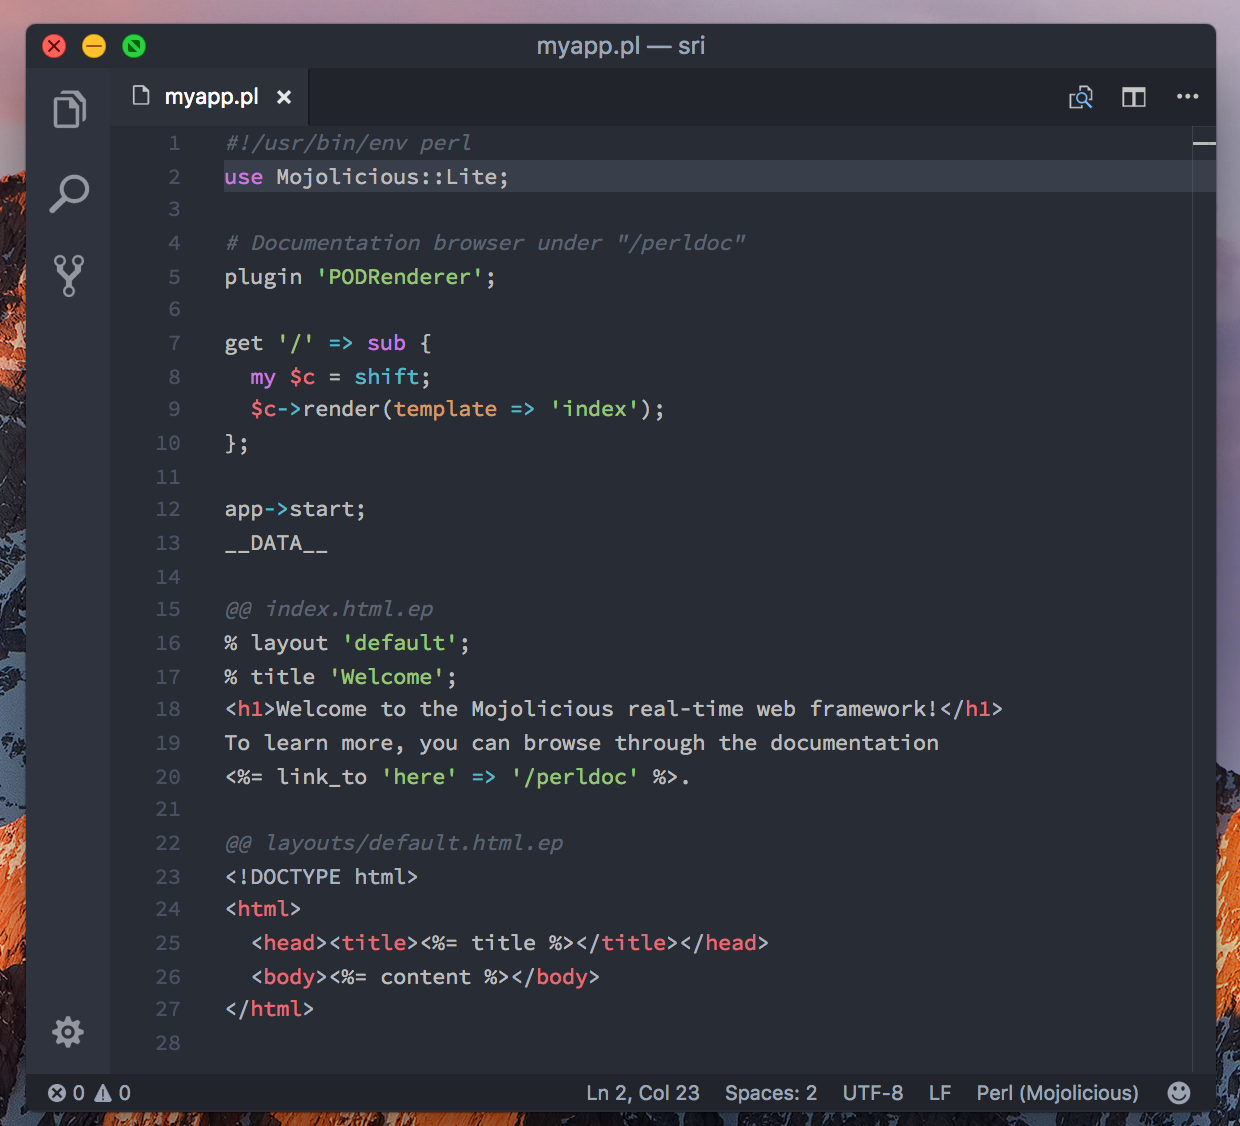 myapp.pl — sri
myapp.pl
1 #!/usr/bin/env perl
2 use Mojolicious::Lite;
3
4 # Documentation browser under "/perldoc"
5 plugin 'PODRenderer';
6
7 get '/' => sub {
8   my $c = shift;
9   $c->render(template => 'index');
10 };
11
12 app->start;
13 __DATA__
14
15 @@ index.html.ep
16 % layout 'default';
17 % title 'Welcome';
18 <h1>Welcome to the Mojolicious real-time web framework!</h1>
19 To learn more, you can browse through the documentation
20 <%= link_to 'here' => '/perldoc' %>.
21
22 @@ layouts/default.html.ep
23 <!DOCTYPE html>
24 <html>
25   <head><title><%= title %></title></head>
26   <body><%= content %></body>
27 </html>
28
0 0 Ln 2, Col 23 Spaces: 2 UTF-8 LF Perl (Mojolicious)